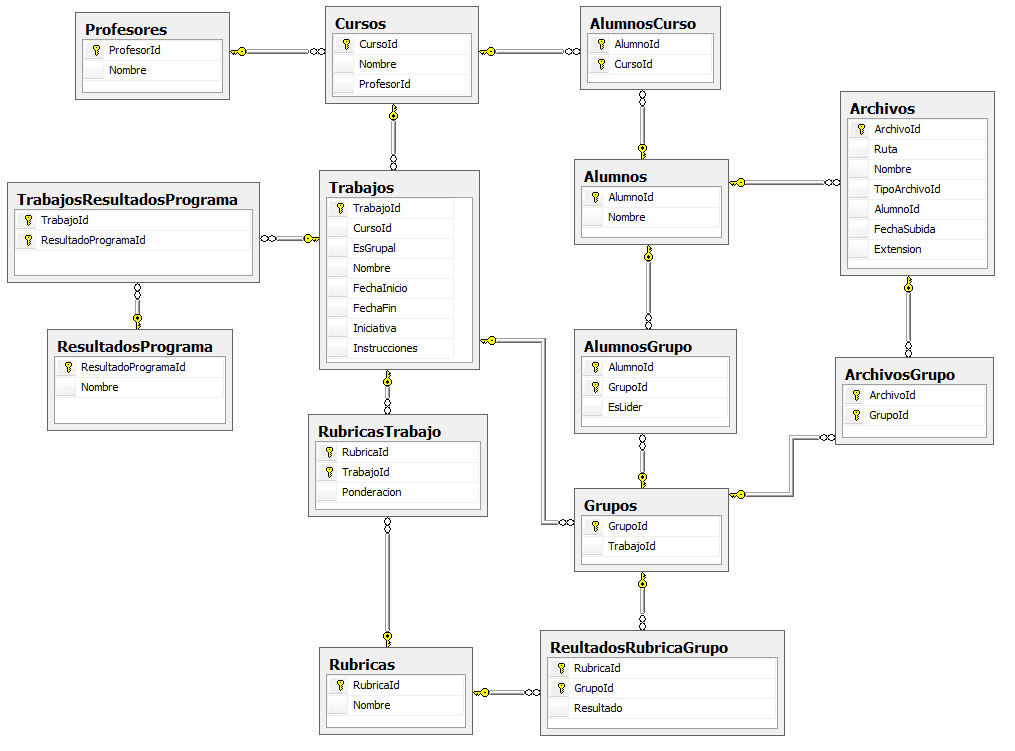 Profesores
ProfesorId
Nombre
Cursos
CursoId
Nombre
ProfesorId
AlumnosCurso
AlumnoId
CursoId
Archivos
ArchivoId
Ruta
Nombre
TipoArchivoId
AlumnoId
FechaSubida
Extension
Alumnos
AlumnoId
Nombre
Trabajos
TrabajoId
CursoId
EsGrupal
Nombre
FechaInicio
FechaFin
Iniciativa
Instrucciones
TrabajosResultadosPrograma
TrabajoId
ResultadoProgramaId
ResultadosPrograma
ResultadoProgramaId
Nombre
AlumnosGrupo
AlumnoId
GrupoId
EsLider
ArchivosGrupo
ArchivoId
GrupoId
RubricasTrabajo
RubricaId
TrabajoId
Ponderacion
Grupos
GrupoId
TrabajoId
Rubricas
RubricaId
Nombre
ReultadosRubricaGrupo
RubricaId
GrupoId
Resultado